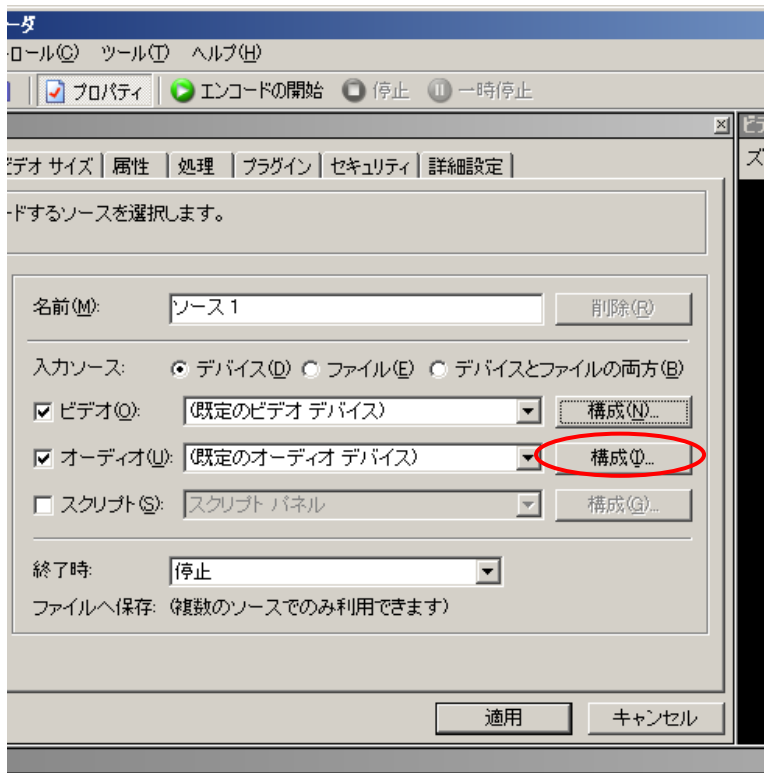 ーダ
ロール(C) ツール(T) ヘルプ(H)
プロパティ エンコードの開始 停止 一時停止
ビデオ サイズ 属性 処理 プラグイン セキュリティ 詳細設定
ードするソースを選択します。
名前(M): ソース 1 削除(R)
入力ソース: デバイス(D) ファイル(E) デバイスとファイルの両方(B)
ビデオ(O): (既定のビデオ デバイス) 構成(N)...
オーディオ(U): (既定のオーディオ デバイス) 構成(I)...
スクリプト(S): スクリプト パネル 構成(G)...
終了時: 停止
ファイルへ保存: (複数のソースでのみ利用できます)
適用 キャンセル